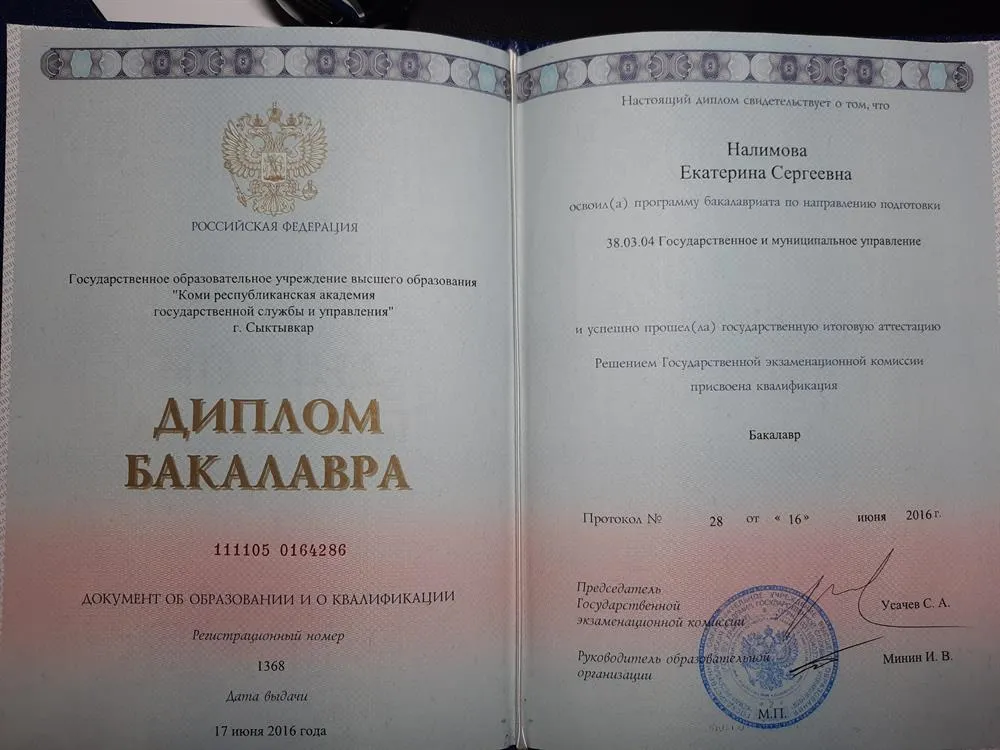 РОССИЙСКАЯ ФЕДЕРАЦИЯ
Государственное образовательное учреждение высшего образования
"Коми республиканская академия
государственной службы и управления"
г. Сыктывкар
ДИПЛОМ
БАКАЛАВРА
111105 0164286
ДОКУМЕНТ ОБ ОБРАЗОВАНИИ И О КВАЛИФИКАЦИИ
Регистрационный номер
1368
Дата выдачи
17 июня 2016 года
Настоящий диплом свидетельствует о том, что
Налимова
Екатерина Сергеевна
освоил(а) программу бакалавриата по направлению подготовки
38.03.04 Государственное и муниципальное управление
и успешно прошел(ла) государственную итоговую аттестацию
Решением Государственной экзаменационной комиссии
присвоена квалификация
Бакалавр
Протокол № 28 от « 16 » июня 2016 г.
Председатель
Государственной
экзаменационной комиссии
Усачев С. А.
Руководитель образовательной
организации
Минин И. В.
М.П.